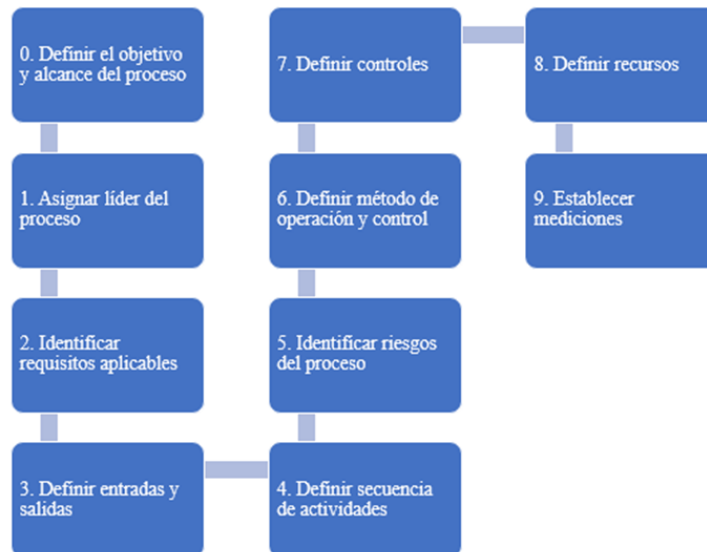 0. Definir el objetivo
y alcance del proceso
1. Asignar líder del
proceso
2. Identificar
requisitos aplicables
3. Definir entradas y
salidas
4. Definir secuencia
de actividades
5. Identificar riesgos
del proceso
6. Definir método de
operación y control
7. Definir controles
8. Definir recursos
9. Establecer
mediciones